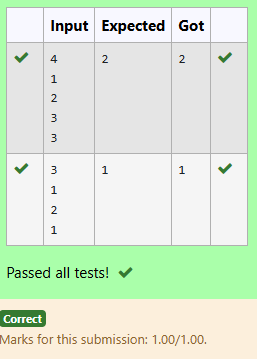 Input Expected Got
4 2 2
1
2
3
3
3 1 1
1
2
1
Passed all tests!
Correct
Marks for this submission: 1.00/1.00.